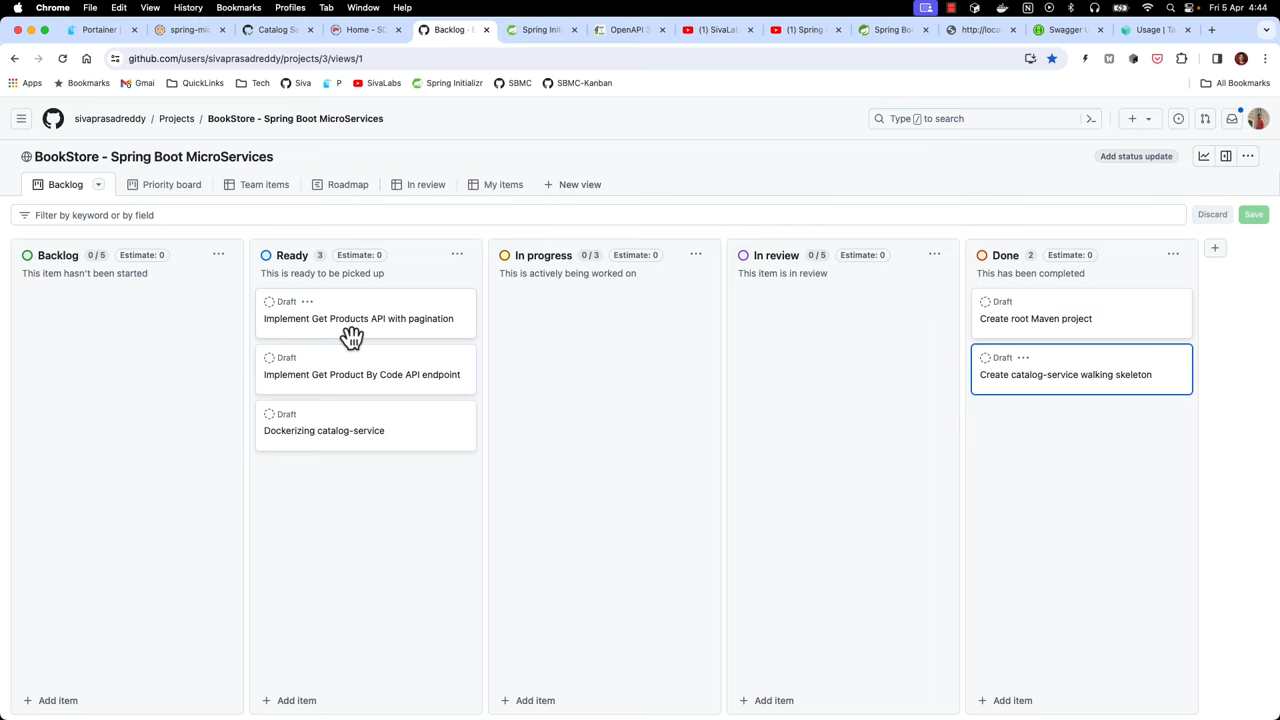 Chrome File Edit View History Bookmarks Profiles Tab Window Help Fri 5 Apr 4:44
Portainer | spring-mic Catalog Se Home - SD Backlog - B Spring Initi OpenAPI 3 (1) SivaLab (1) Spring Spring Boo http://loca Swagger U Usage | Ta
github.com/users/sivaprasadreddy/projects/3/views/1
Apps Bookmarks Gmai QuickLinks Tech Siva P SivaLabs Spring Initializr SBMC SBMC-Kanban All Bookmarks
sivaprasadreddy / Projects / BookStore - Spring Boot MicroServices Type / to search
BookStore - Spring Boot MicroServices Add status update
Backlog Priority board Team items Roadmap In review My items + New view
Filter by keyword or by field Discard Save
Backlog 0 / 5 Estimate: 0
This item hasn't been started
+ Add item
Ready 3 Estimate: 0
This is ready to be picked up
Draft
Implement Get Products API with pagination
Draft
Implement Get Product By Code API endpoint
Draft
Dockerizing catalog-service
+ Add item
In progress 0 / 3 Estimate: 0
This is actively being worked on
+ Add item
In review 0 / 5 Estimate: 0
This item is in review
+ Add item
Done 2 Estimate: 0
This has been completed
Draft
Create root Maven project
Draft
Create catalog-service walking skeleton
+ Add item